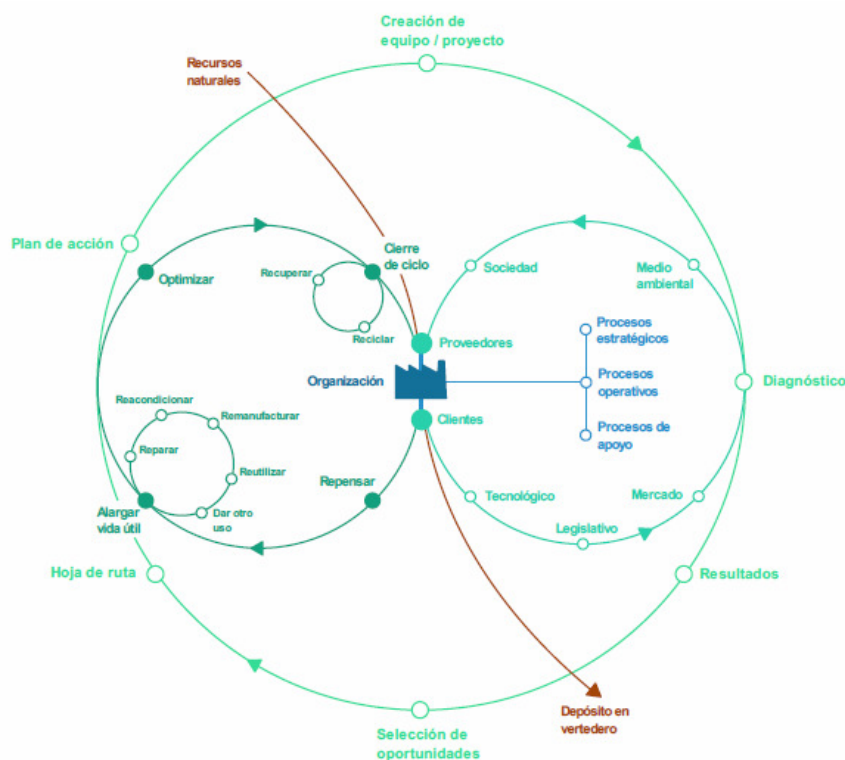 Creación de
equipo / proyecto
Recursos
naturales
Plan de acción
Cierre
de ciclo
Optimizar
Recuperar
Reciclar
Sociedad
Medio
ambiental
Proveedores
Procesos
estratégicos
Organización
Procesos
operativos
Diagnóstico
Clientes
Procesos de
apoyo
Reacondicionar
Remanufacturar
Reparar
Reutilizar
Dar otro
uso
Alargar
vida útil
Repensar
Tecnológico
Mercado
Legislativo
Hoja de ruta
Resultados
Depósito en
vertedero
Selección de
oportunidades